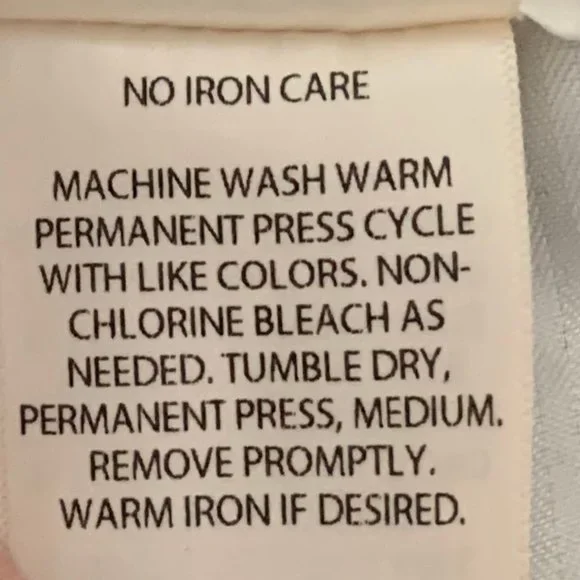 NO IRON CARE
MACHINE WASH WARM
PERMANENT PRESS CYCLE
WITH LIKE COLORS. NON-
CHLORINE BLEACH AS
NEEDED. TUMBLE DRY,
PERMANENT PRESS, MEDIUM.
REMOVE PROMPTLY.
WARM IRON IF DESIRED.